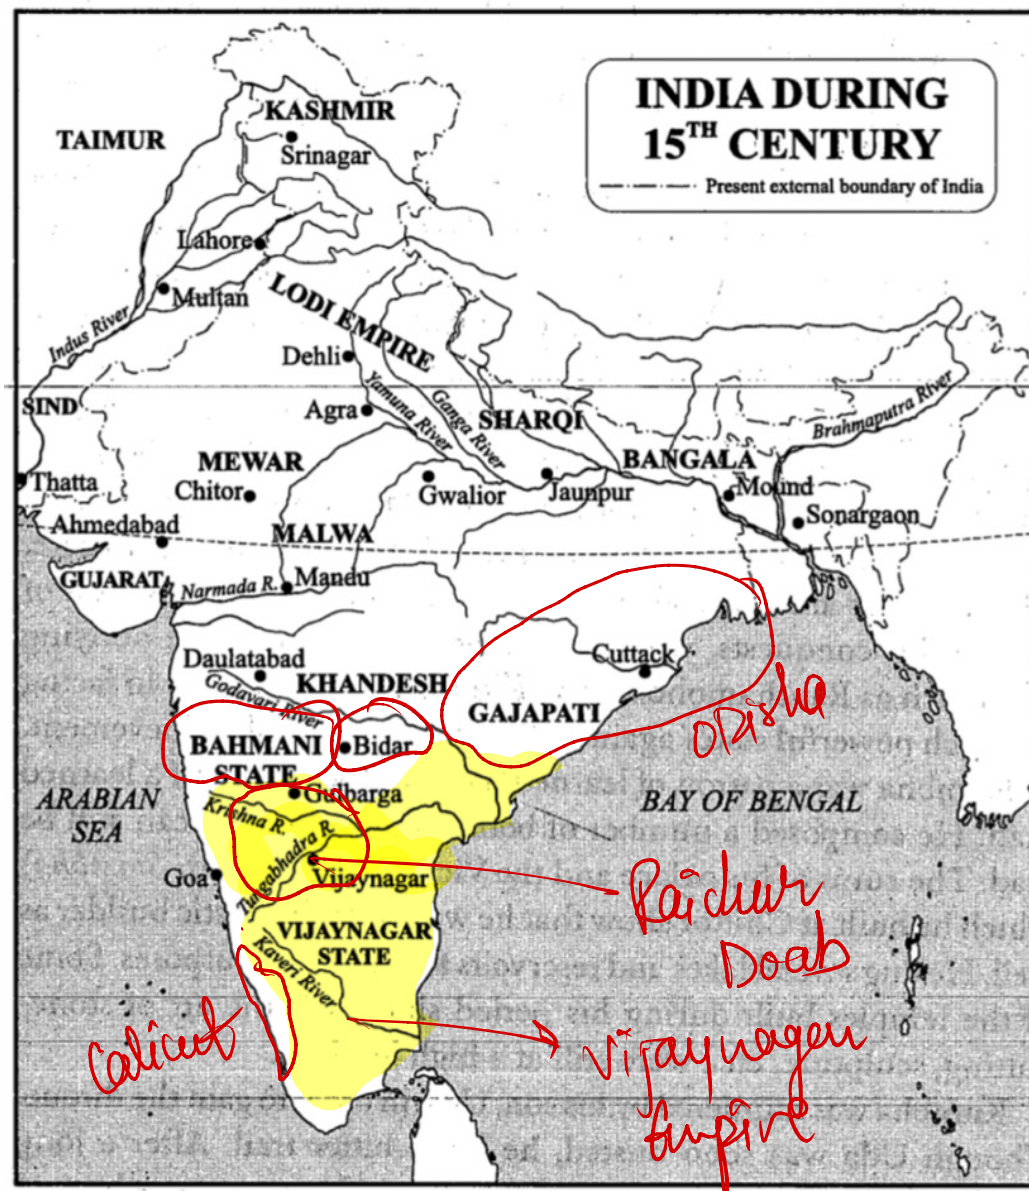 INDIA DURING
15TH CENTURY
Present external boundary of India
KASHMIR
TAIMUR
Srinagar
Lahore
Multan
LODI EMPIRE
Indus River
Dehli
SIND
Agra
Yamuna River
Ganga River
SHARQI
Brahmaputra River
MEWAR
BANGALA
Thatta
Chitor
Gwalior
Jaunpur
Mound
Ahmedabad
MALWA
Sonargaon
GUJARAT
Narmada R.
Mandu
Daulatabad
Cuttack
KHANDESH
Godavari River
GAJAPATI
Odisha
BAHMANI
STATE
Bidar
Gulbarga
ARABIAN
SEA
BAY OF BENGAL
Krishna R.
Tungabhadra R.
Goa
Vijaynagar
Raichur
Doab
VIJAYNAGAR
STATE
Kaveri River
Calicut
Vijaynagar
Empire